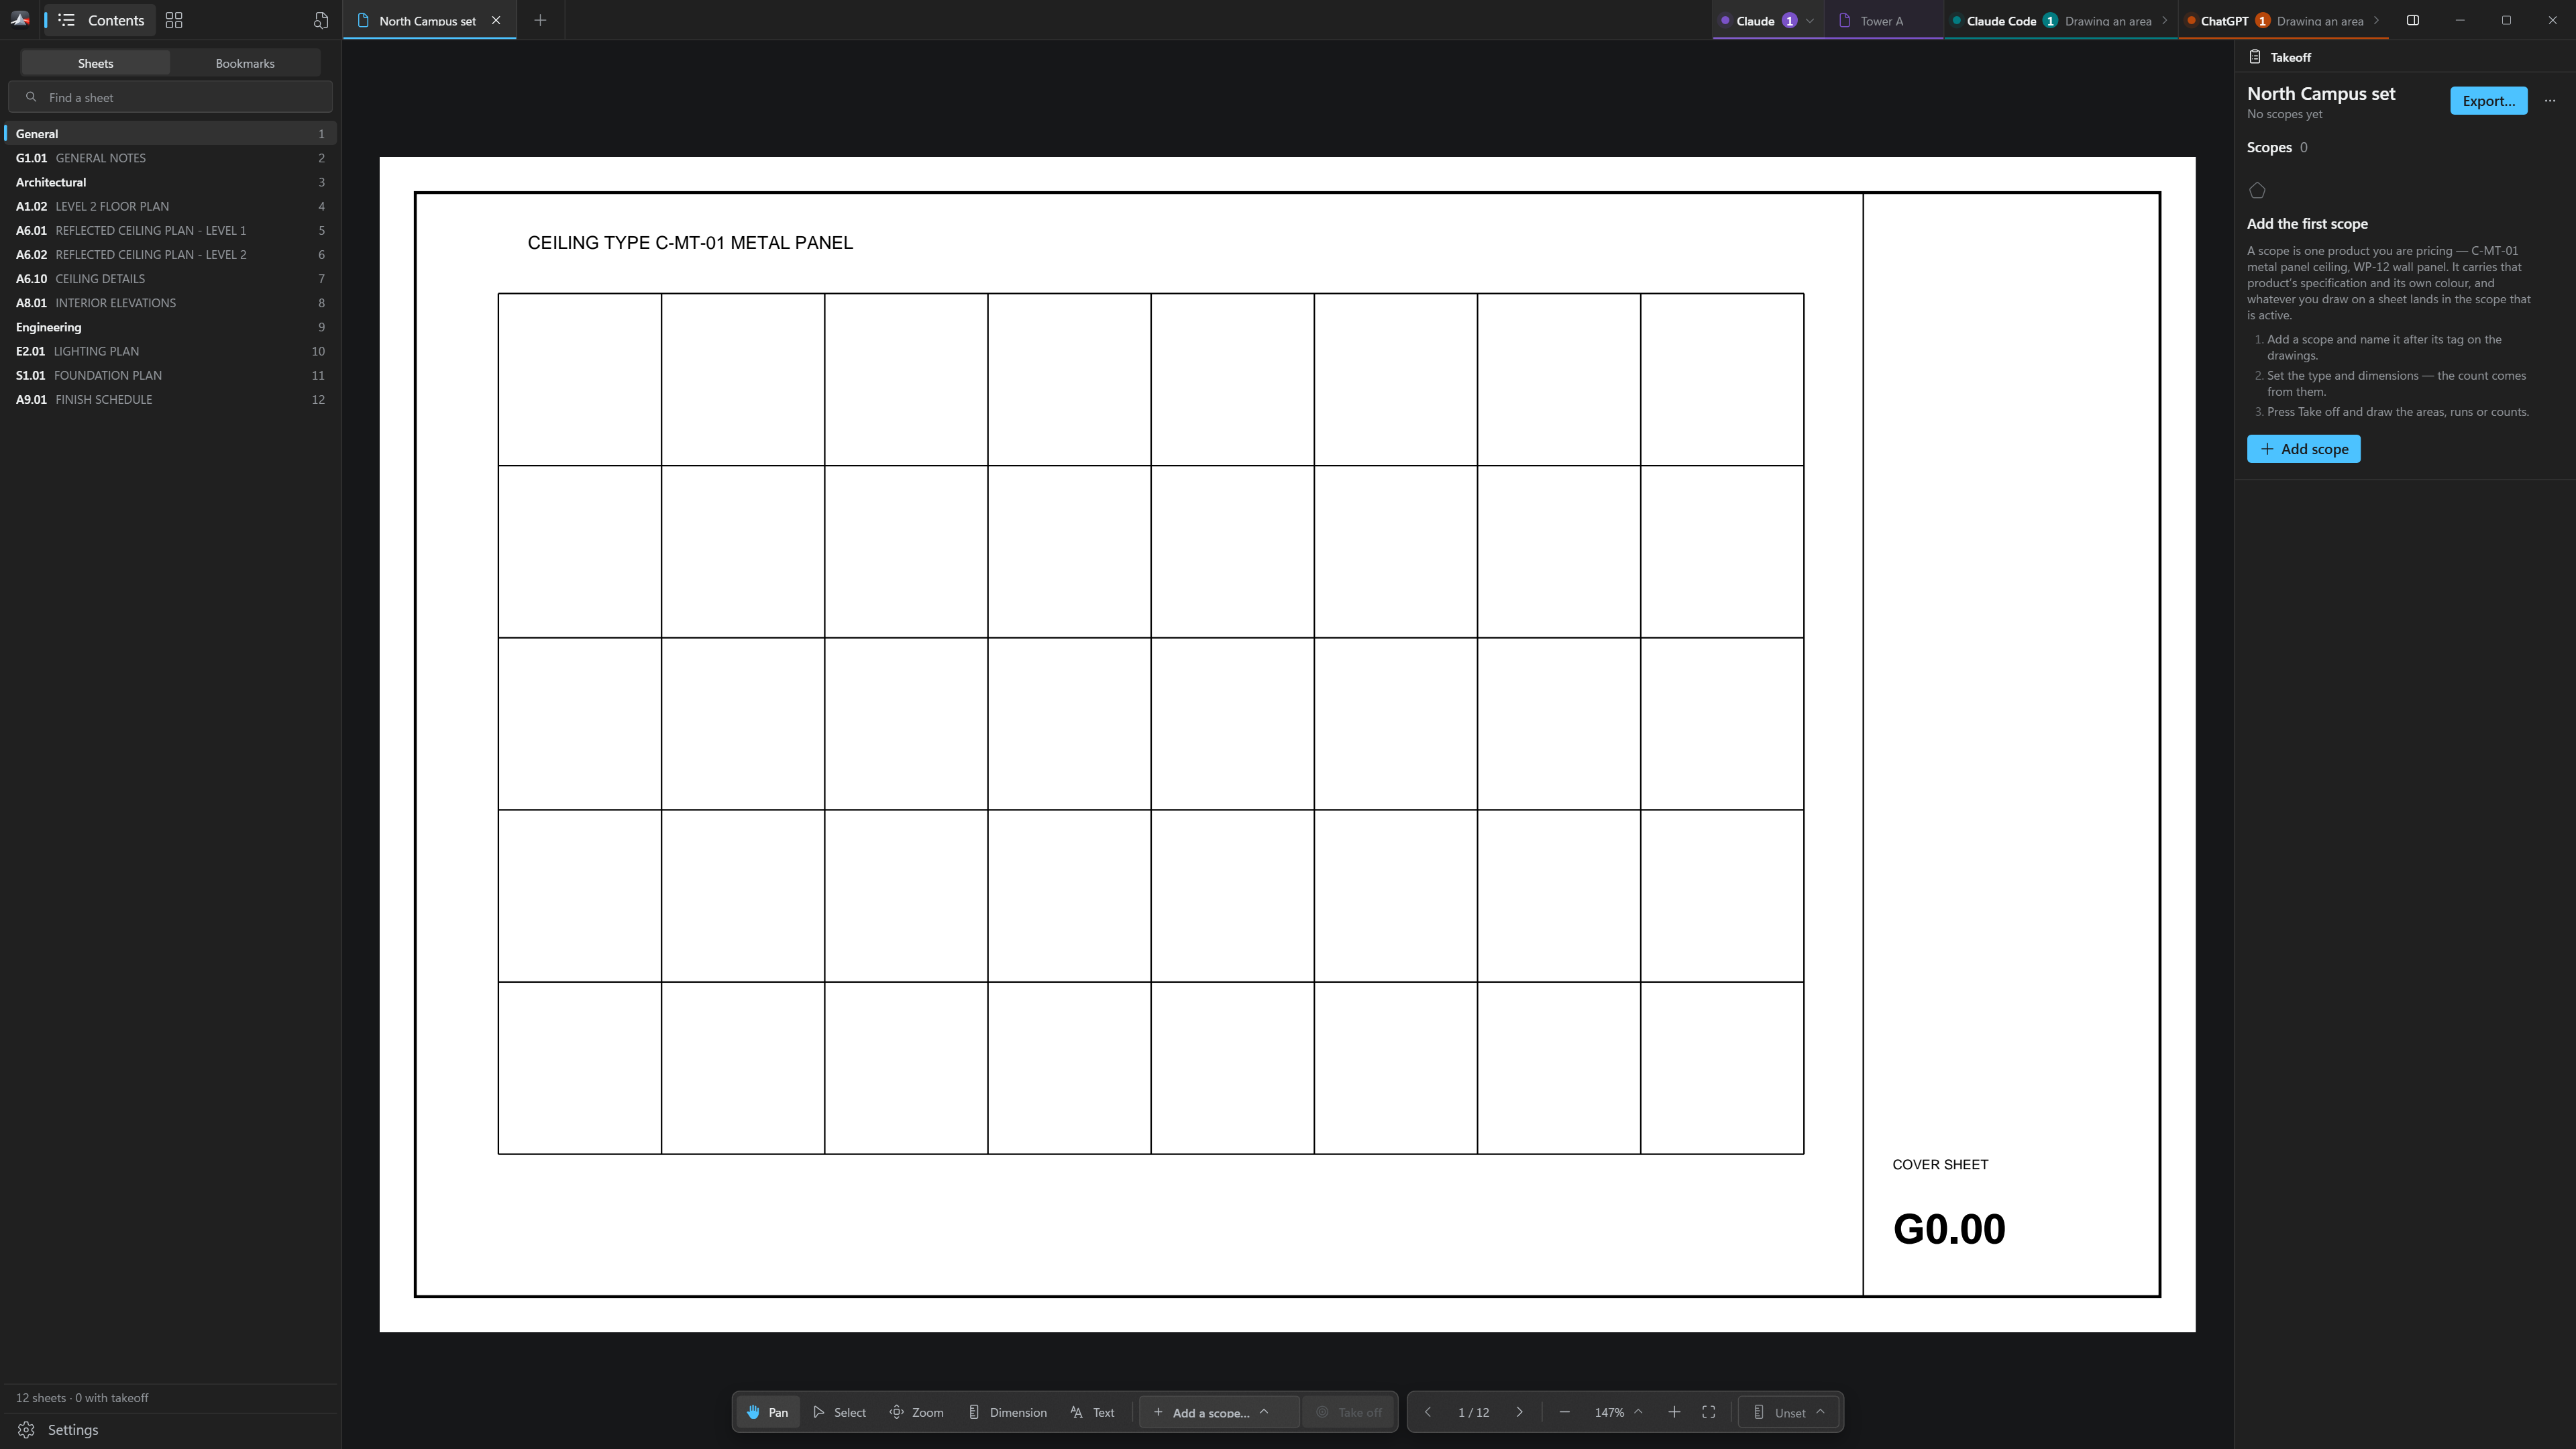 Contents
North Campus set
Claude 1
Tower A
Claude Code 1 Drawing an area
ChatGPT 1 Drawing an area
Sheets
Bookmarks
Find a sheet
General 1
G1.01 GENERAL NOTES 2
Architectural 3
A1.02 LEVEL 2 FLOOR PLAN 4
A6.01 REFLECTED CEILING PLAN - LEVEL 1 5
A6.02 REFLECTED CEILING PLAN - LEVEL 2 6
A6.10 CEILING DETAILS 7
A8.01 INTERIOR ELEVATIONS 8
Engineering 9
E2.01 LIGHTING PLAN 10
S1.01 FOUNDATION PLAN 11
A9.01 FINISH SCHEDULE 12
12 sheets · 0 with takeoff
Settings
CEILING TYPE C-MT-01 METAL PANEL
COVER SHEET
G0.00
Pan
Select
Zoom
Dimension
Text
Add a scope...
Take off
1 / 12
147%
Unset
Takeoff
North Campus set
Export...
No scopes yet
Scopes 0
Add the first scope
A scope is one product you are pricing — C-MT-01
metal panel ceiling, WP-12 wall panel. It carries that
product's specification and its own colour, and
whatever you draw on a sheet lands in the scope that
is active.
1. Add a scope and name it after its tag on the
drawings.
2. Set the type and dimensions — the count comes
from them.
3. Press Take off and draw the areas, runs or counts.
Add scope